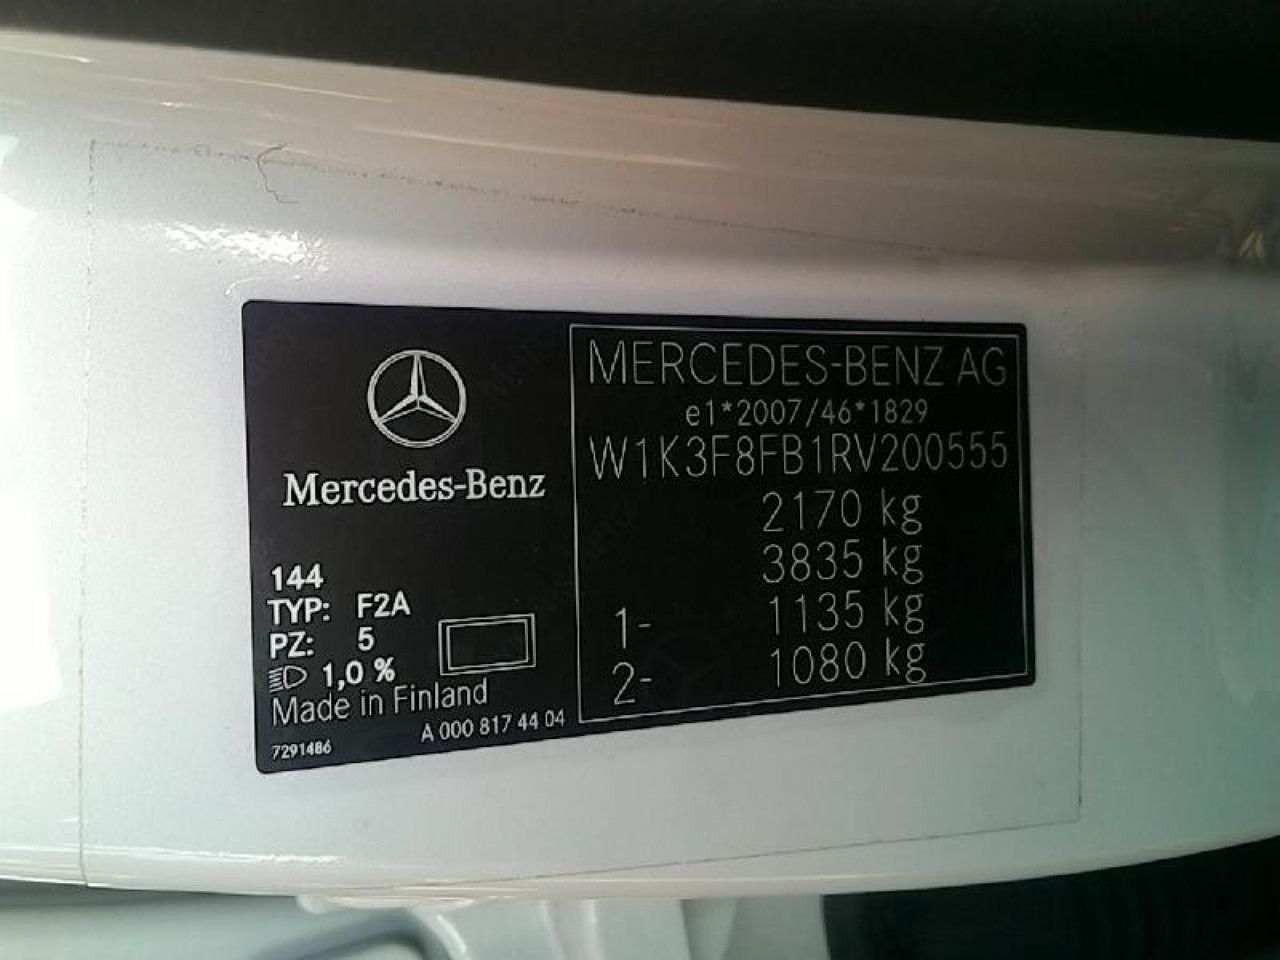 Mercedes-Benz
144
TYP: F2A
PZ: 5
1,0 %
Made in Finland
7291486
A 000 817 44 04
MERCEDES-BENZ AG
e1*2007/46*1829
W1K3F8FB1RV200555
2170 kg
3835 kg
1- 1135 kg
2- 1080 kg